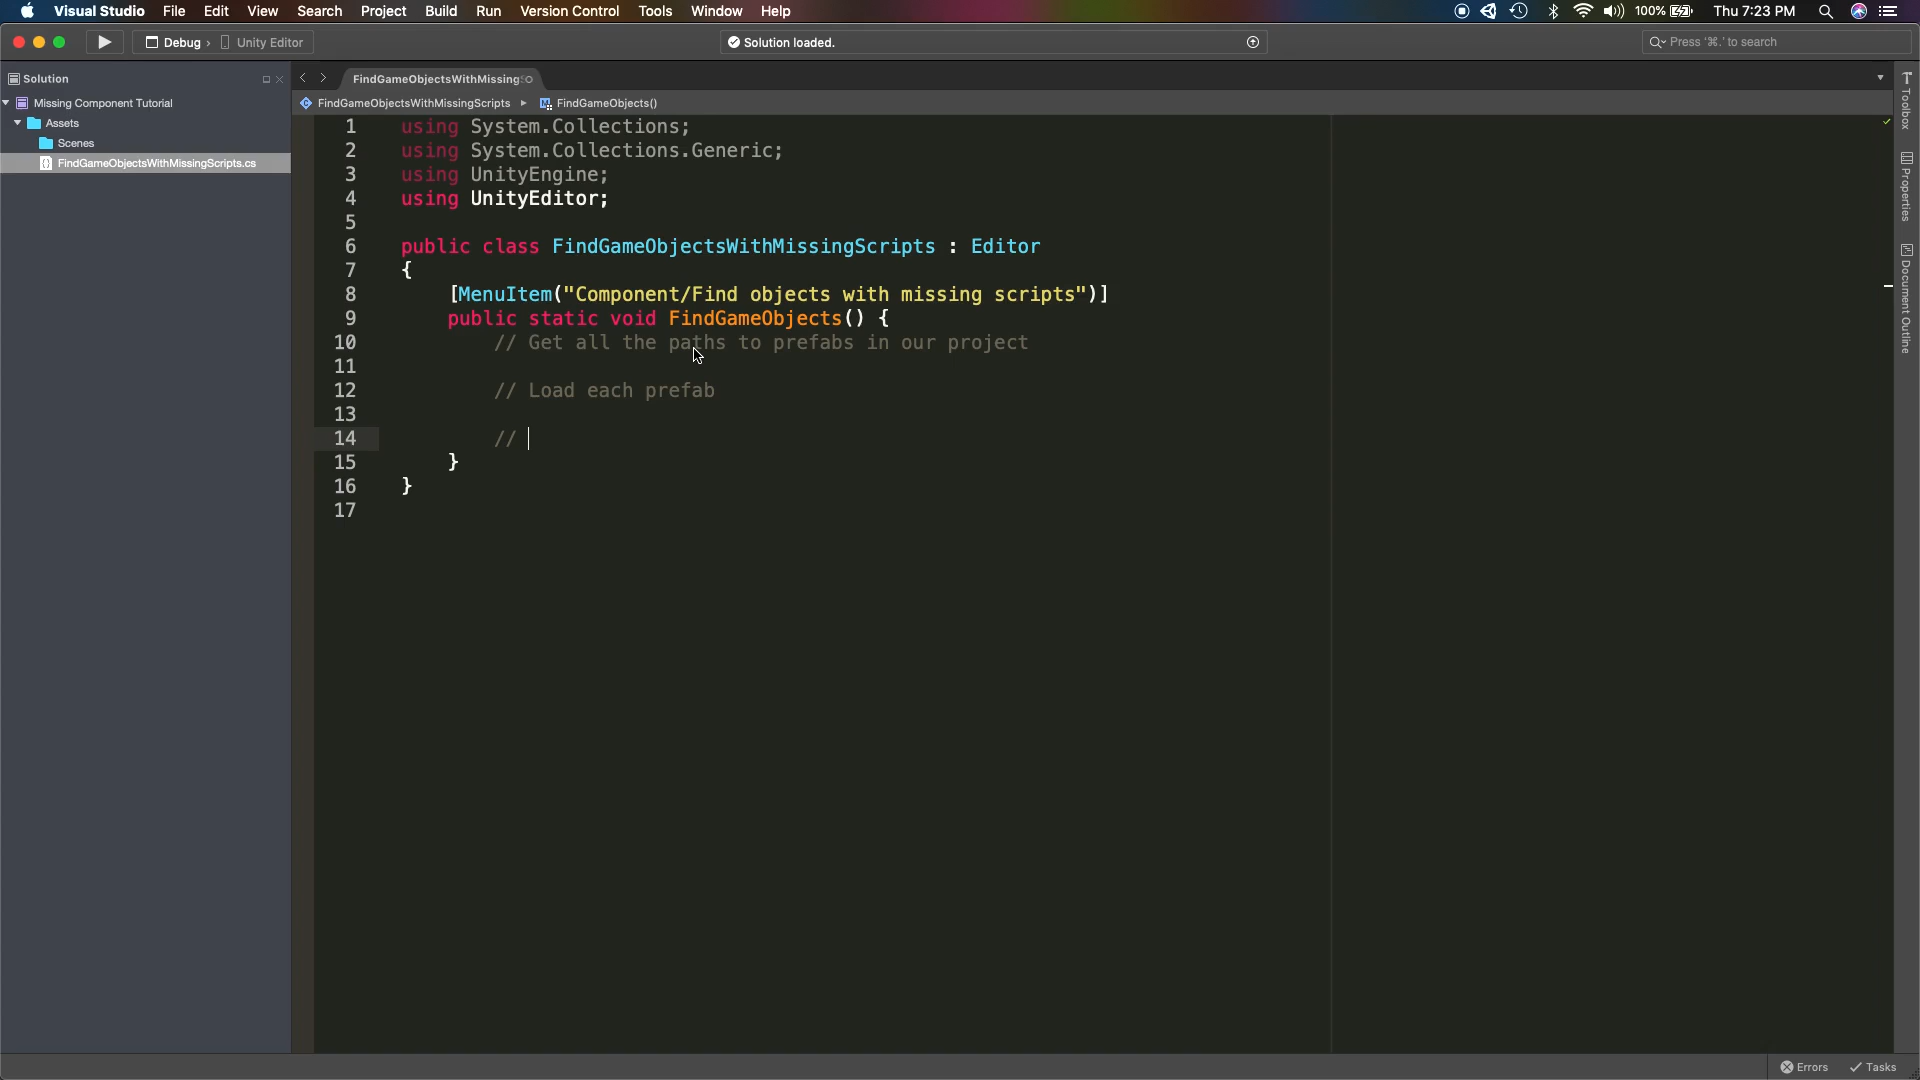 Visual Studio File Edit View Search Project Build Run Version Control Tools Window Help 100% Thu 7:23 PM
Debug › Unity Editor Solution loaded. Press '⌘.' to search
Solution
FindGameObjectsWithMissing
Missing Component Tutorial
Assets
Scenes
FindGameObjectsWithMissingScripts.cs
FindGameObjectsWithMissingScripts ▸ FindGameObjects()
1 using System.Collections;
2 using System.Collections.Generic;
3 using UnityEngine;
4 using UnityEditor;
5
6 public class FindGameObjectsWithMissingScripts : Editor
7 {
8 [MenuItem("Component/Find objects with missing scripts")]
9 public static void FindGameObjects() {
10 // Get all the paths to prefabs in our project
11
12 // Load each prefab
13
14 //
15 }
16 }
17
Toolbox
Properties
Document Outline
Errors Tasks